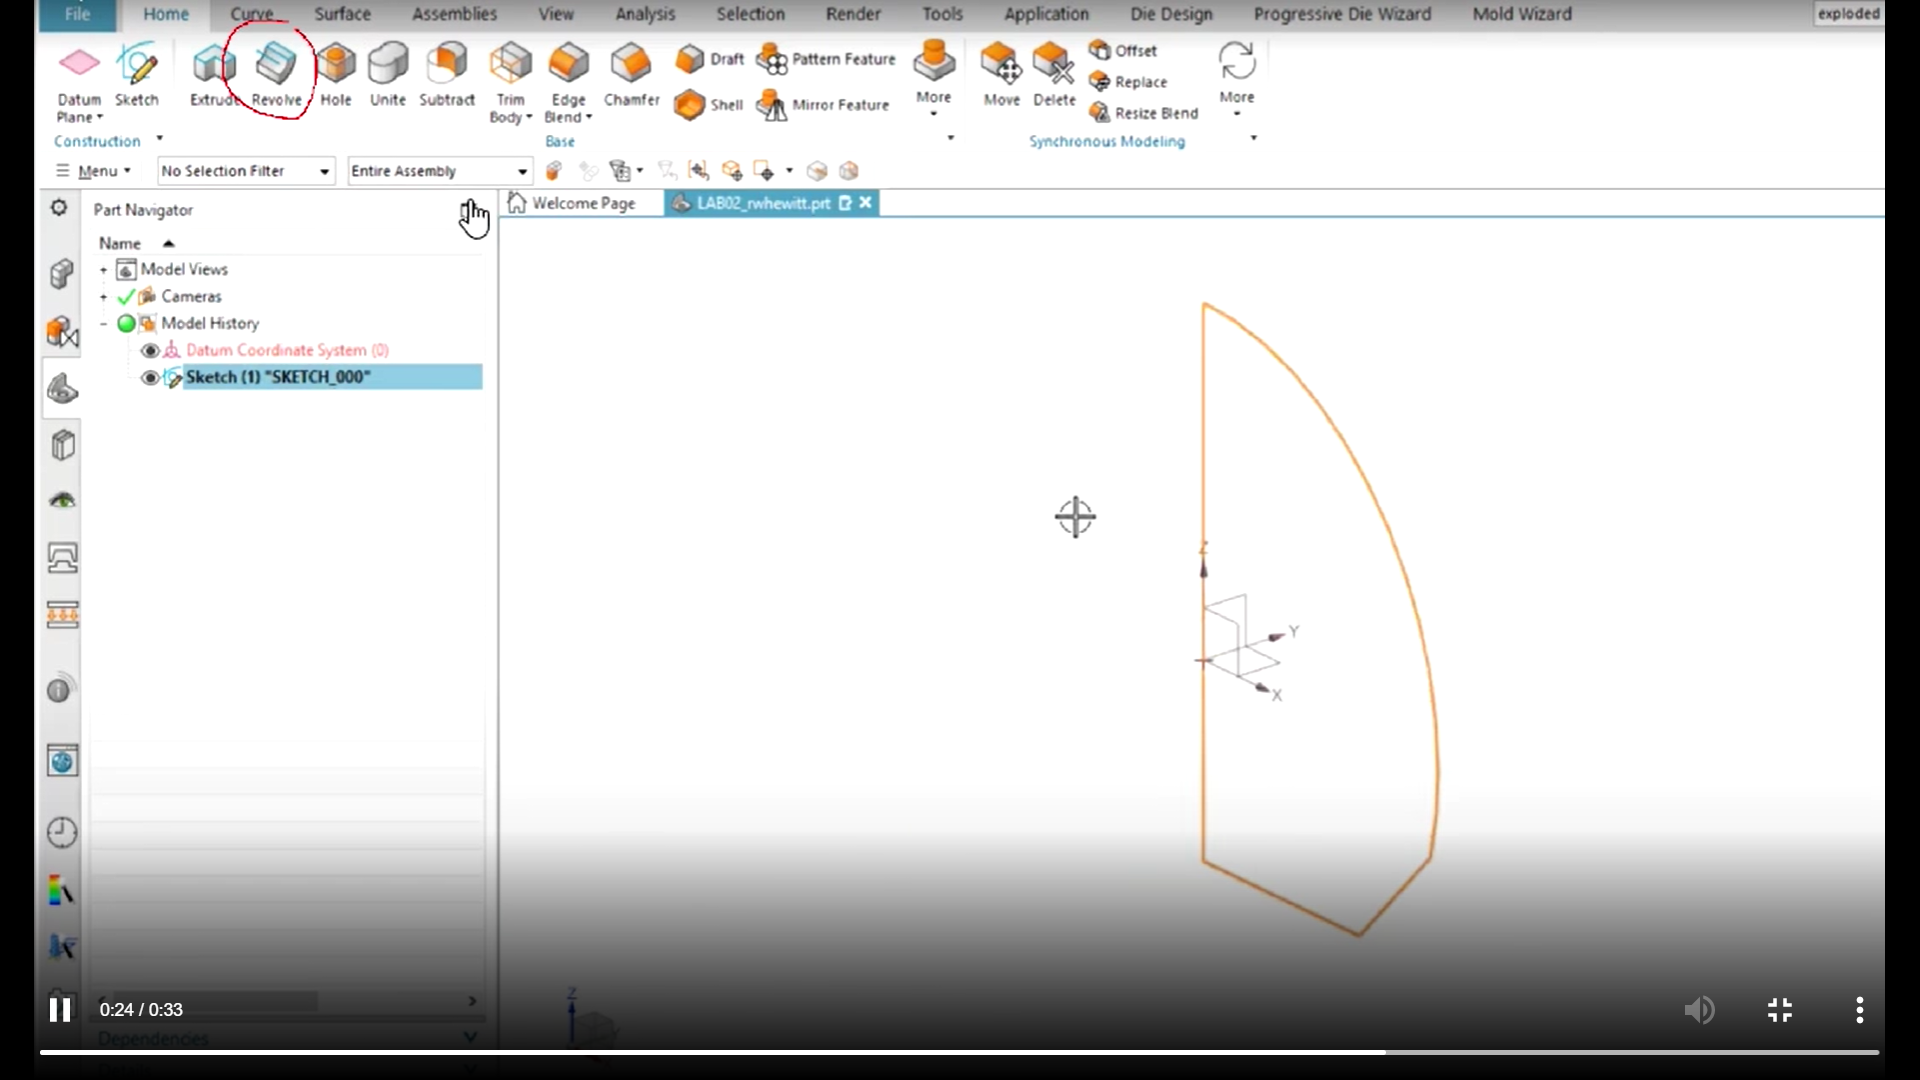 File Home Curve Surface Assemblies View Analysis Selection Render Tools Application Die Design Progressive Die Wizard Mold Wizard exploded
Datum Plane
Sketch
Extrude
Revolve
Hole
Unite
Subtract
Trim Body
Edge Blend
Chamfer
Draft
Shell
Pattern Feature
Mirror Feature
More
Move
Delete
Offset
Replace
Resize Blend
More
Construction Base Synchronous Modeling
Menu No Selection Filter Entire Assembly
Part Navigator Welcome Page LAB02_rwhewitt.prt
Name
Model Views
Cameras
Model History
Datum Coordinate System (0)
Sketch (1) "SKETCH_000"
Z
Y
X
Z
0:24 / 0:33
Dependencies